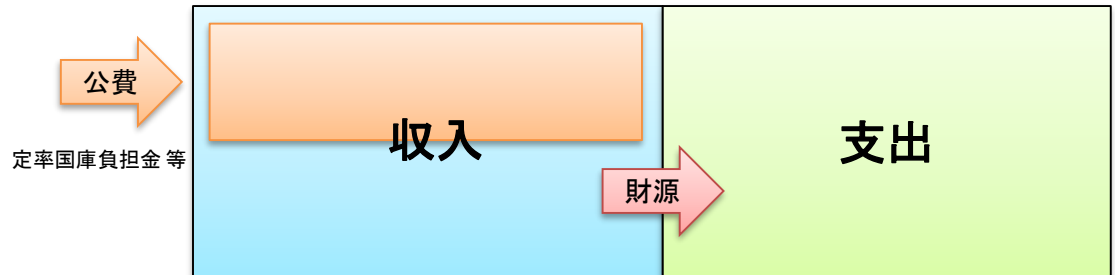 公費
定率国庫負担金 等
収入
財源
支出